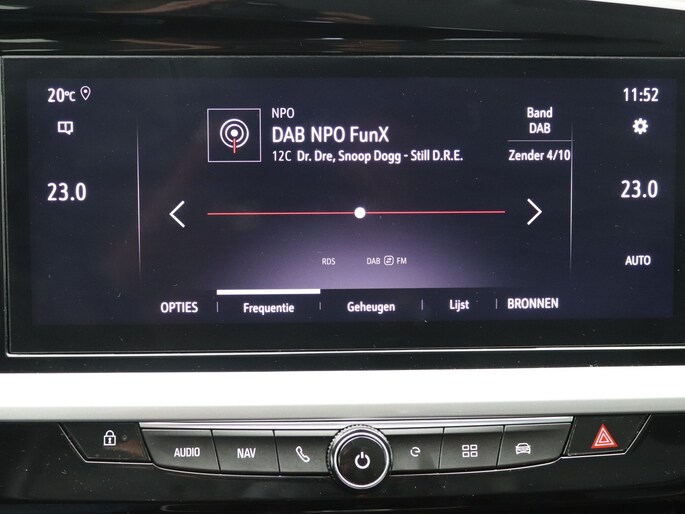 20°C
11:52
NPO
DAB NPO FunX
12C Dr. Dre, Snoop Dogg - Still D.R.E.
Band
DAB
Zender 4/10
23.0
23.0
RDS
DAB FM
AUTO
OPTIES
Frequentie
Geheugen
Lijst
BRONNEN
AUDIO
NAV